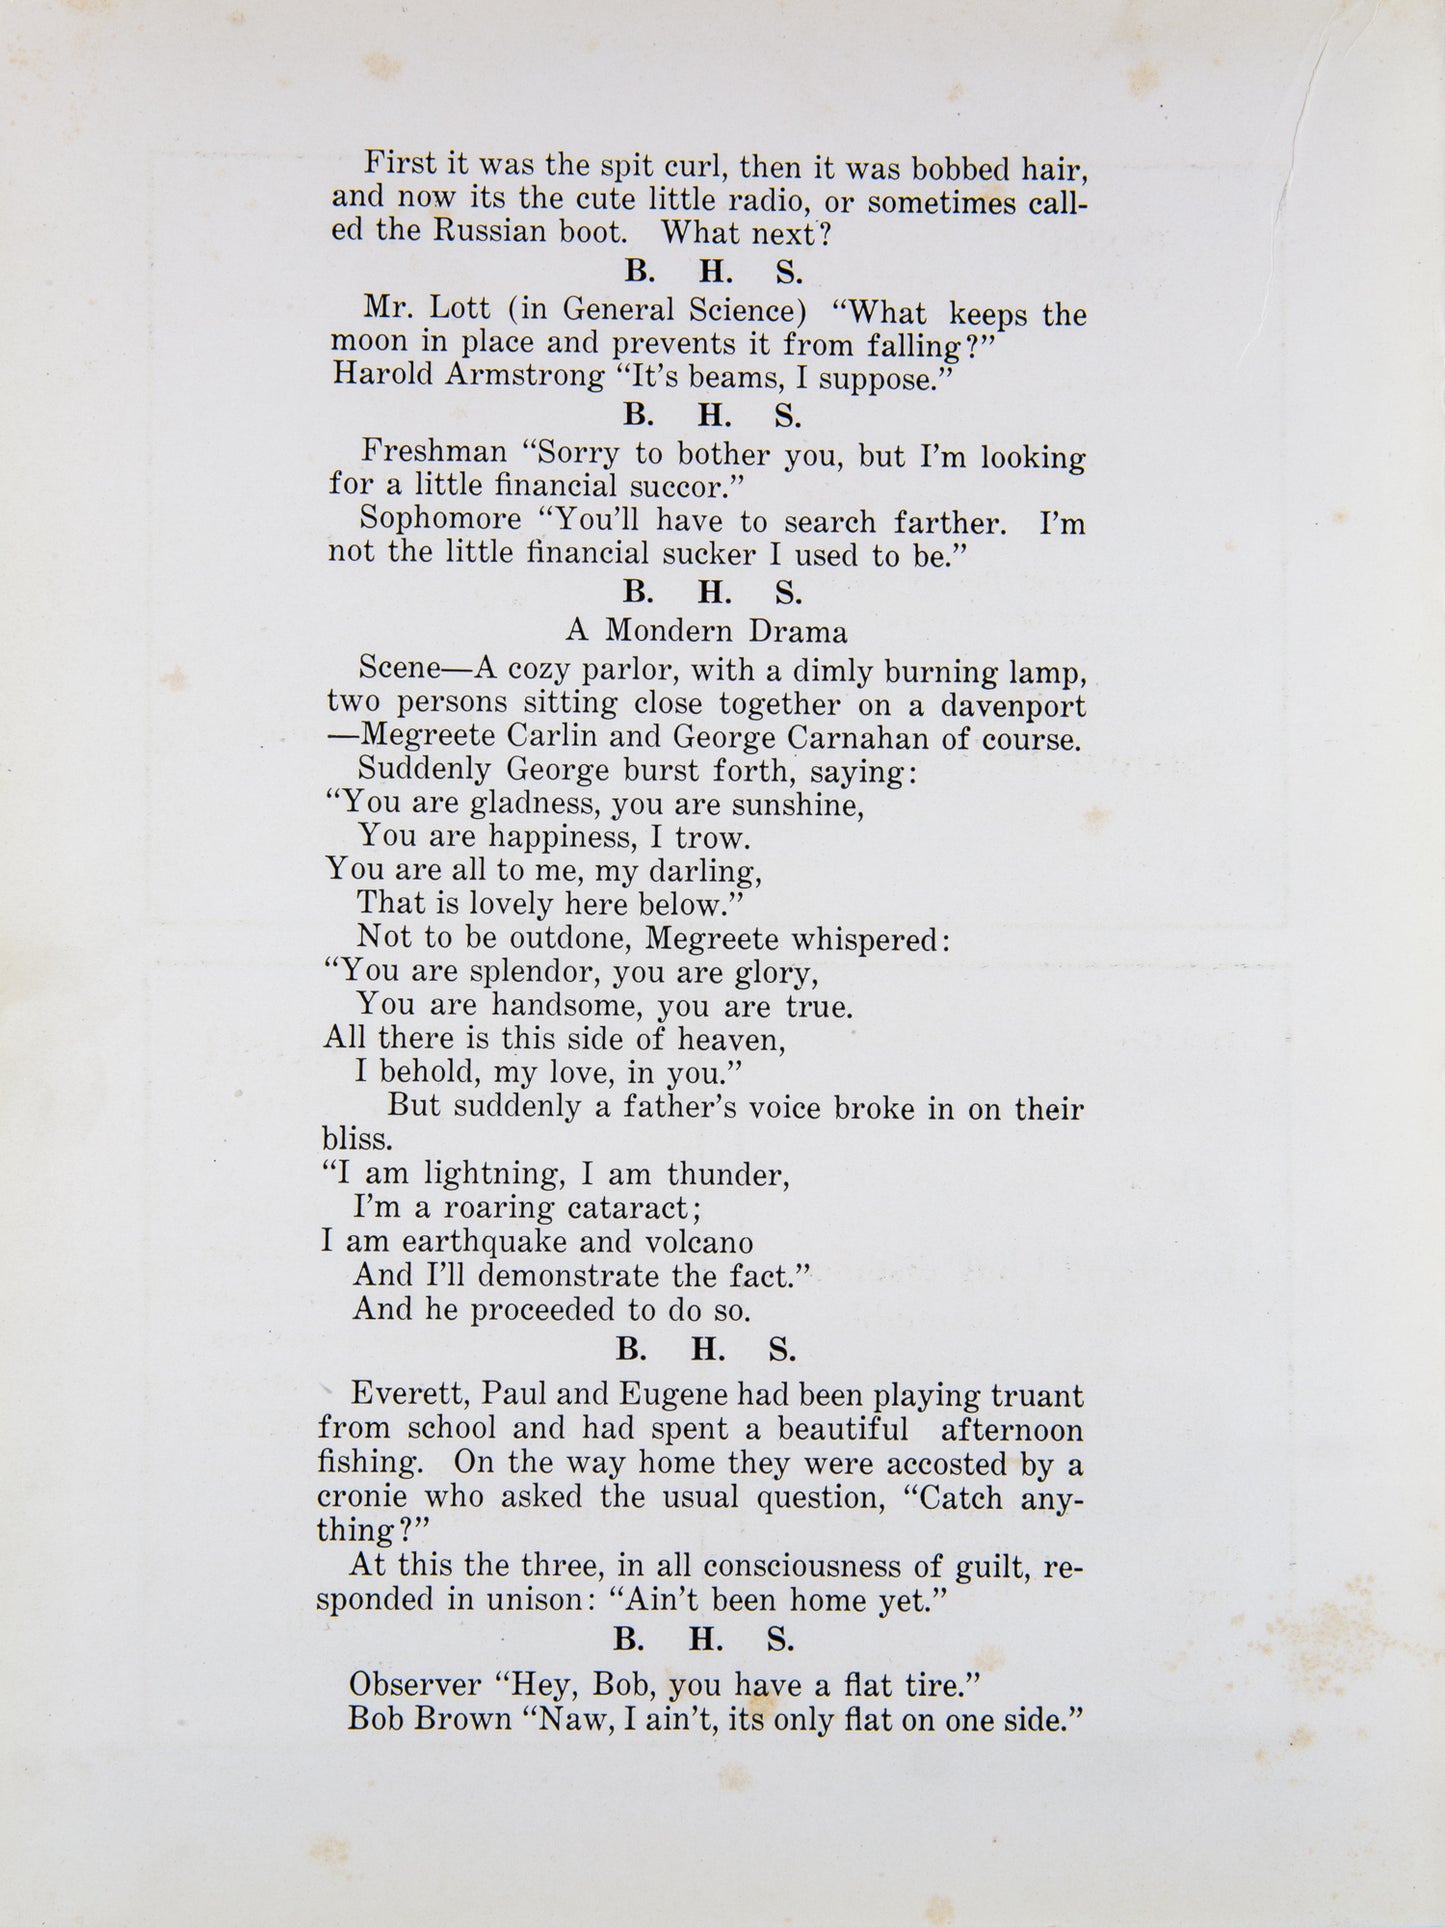 First it was the spit curl, then it was bobbed hair,
and now its the cute little radio, or sometimes call-
ed the Russian boot. What next?
B. H. S.
Mr. Lott (in General Science) “What keeps the
moon in place and prevents it from falling?”
Harold Armstrong “It’s beams, I suppose.”
B. H. S.
Freshman “Sorry to bother you, but I’m looking
for a little financial succor.”
Sophomore “You’ll have to search farther. I’m
not the little financial sucker I used to be.”
B. H. S.
A Mondern Drama
Scene—A cozy parlor, with a dimly burning lamp,
two persons sitting close together on a davenport
—Megreete Carlin and George Carnahan of course.
Suddenly George burst forth, saying:
“You are gladness, you are sunshine,
You are happiness, I trow.
You are all to me, my darling,
That is lovely here below.”
Not to be outdone, Megreete whispered:
“You are splendor, you are glory,
You are handsome, you are true.
All there is this side of heaven,
I behold, my love, in you.”
But suddenly a father’s voice broke in on their
bliss.
“I am lightning, I am thunder,
I’m a roaring cataract;
I am earthquake and volcano
And I’ll demonstrate the fact.”
And he proceeded to do so.
B. H. S.
Everett, Paul and Eugene had been playing truant
from school and had spent a beautiful afternoon
fishing. On the way home they were accosted by a
cronie who asked the usual question, “Catch any-
thing?”
At this the three, in all consciousness of guilt, re-
sponded in unison: “Ain’t been home yet.”
B. H. S.
Observer “Hey, Bob, you have a flat tire.”
Bob Brown “Naw, I ain’t, its only flat on one side.”